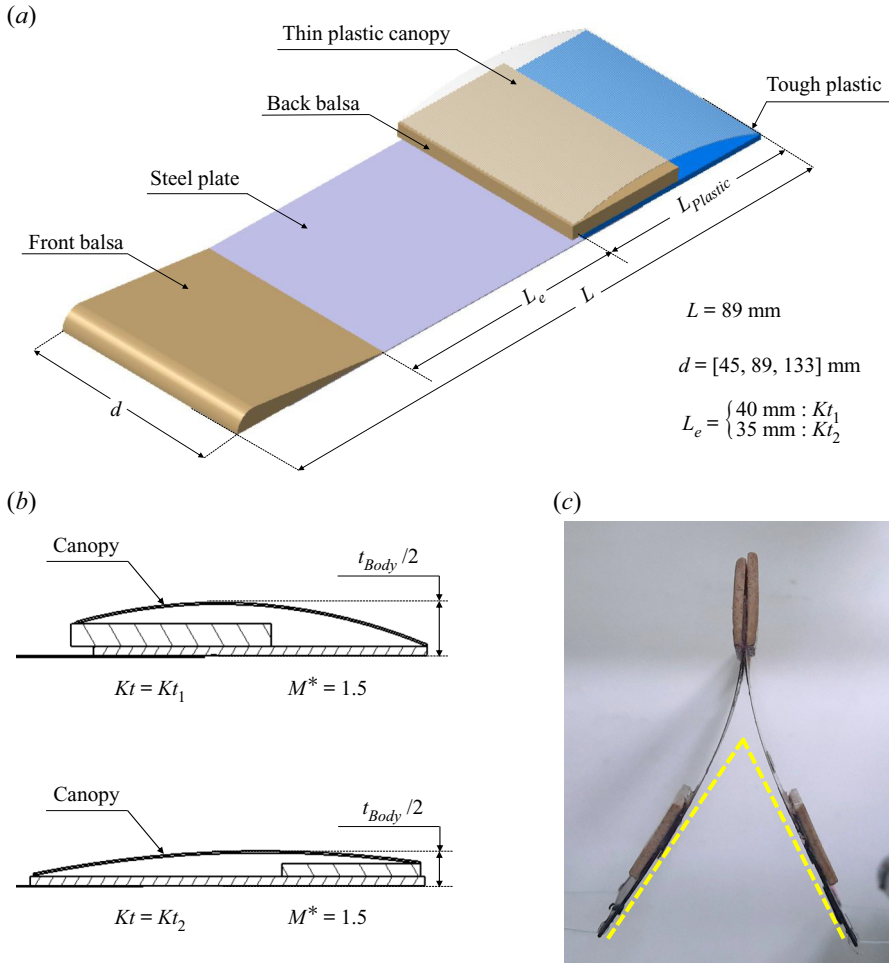 (a)
Thin plastic canopy
Tough plastic
Back balsa
Steel plate
Front balsa
L_Plastic
L_e
L
d
L = 89 mm
d = [45, 89, 133] mm
L_e = { 40 mm : Kt_1
35 mm : Kt_2
(b)
Canopy
t_Body /2
Kt = Kt_1
M* = 1.5
Canopy
t_Body /2
Kt = Kt_2
M* = 1.5
(c)